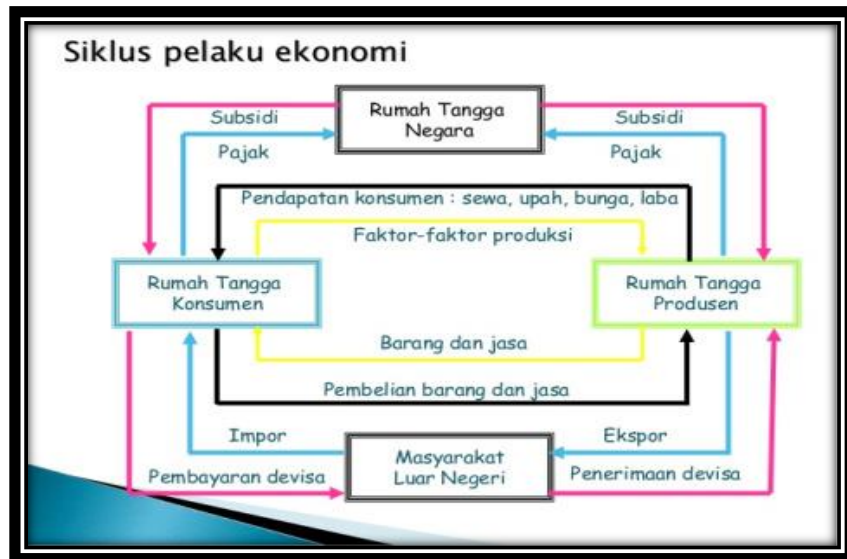 Siklus pelaku ekonomi
Rumah Tangga
Negara
Subsidi
Subsidi
Pajak
Pajak
Pendapatan konsumen : sewa, upah, bunga, laba
Faktor-faktor produksi
Rumah Tangga
Konsumen
Rumah Tangga
Produsen
Barang dan jasa
Pembelian barang dan jasa
Impor
Ekspor
Masyarakat
Luar Negeri
Pembayaran devisa
Penerimaan devisa